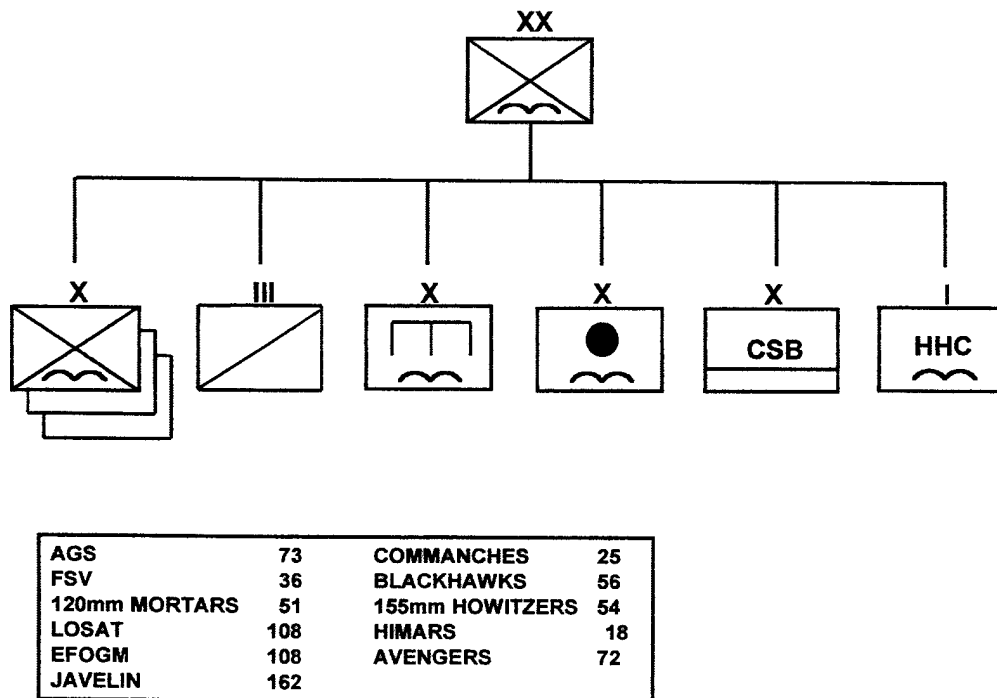 XX
X III X X X I
CSB HHC
AGS 73 COMMANCHES 25
FSV 36 BLACKHAWKS 56
120mm MORTARS 51 155mm HOWITZERS 54
LOSAT 108 HIMARS 18
EFOGM 108 AVENGERS 72
JAVELIN 162